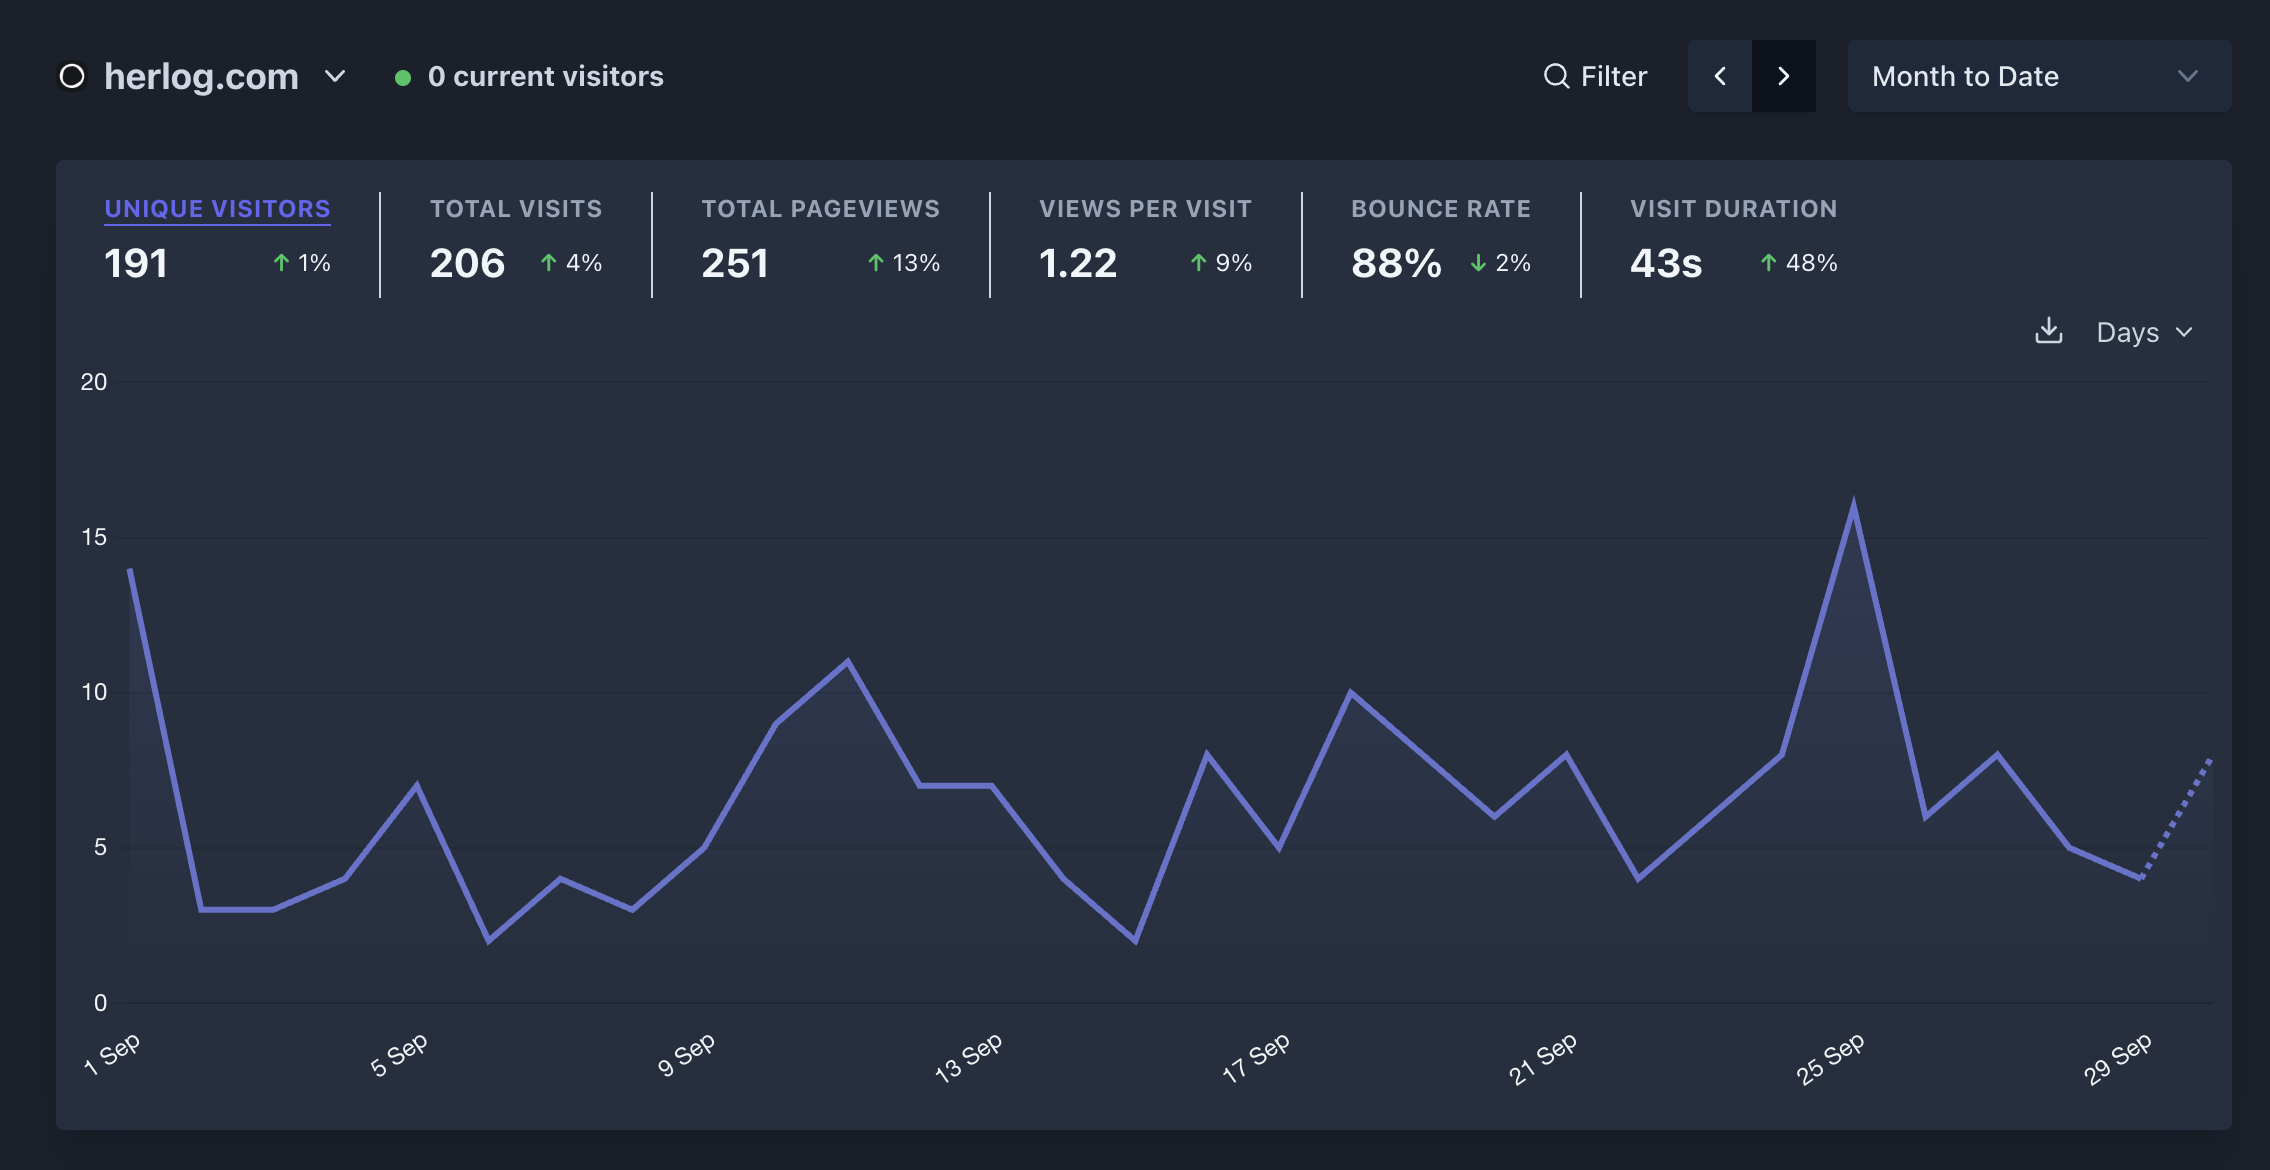 herlog.com
0 current visitors
Filter
Month to Date
UNIQUE VISITORS
191
1%
TOTAL VISITS
206
4%
TOTAL PAGEVIEWS
251
13%
VIEWS PER VISIT
1.22
9%
BOUNCE RATE
88%
2%
VISIT DURATION
43s
48%
Days
20
15
10
5
0
1 Sep
5 Sep
9 Sep
13 Sep
17 Sep
21 Sep
25 Sep
29 Sep